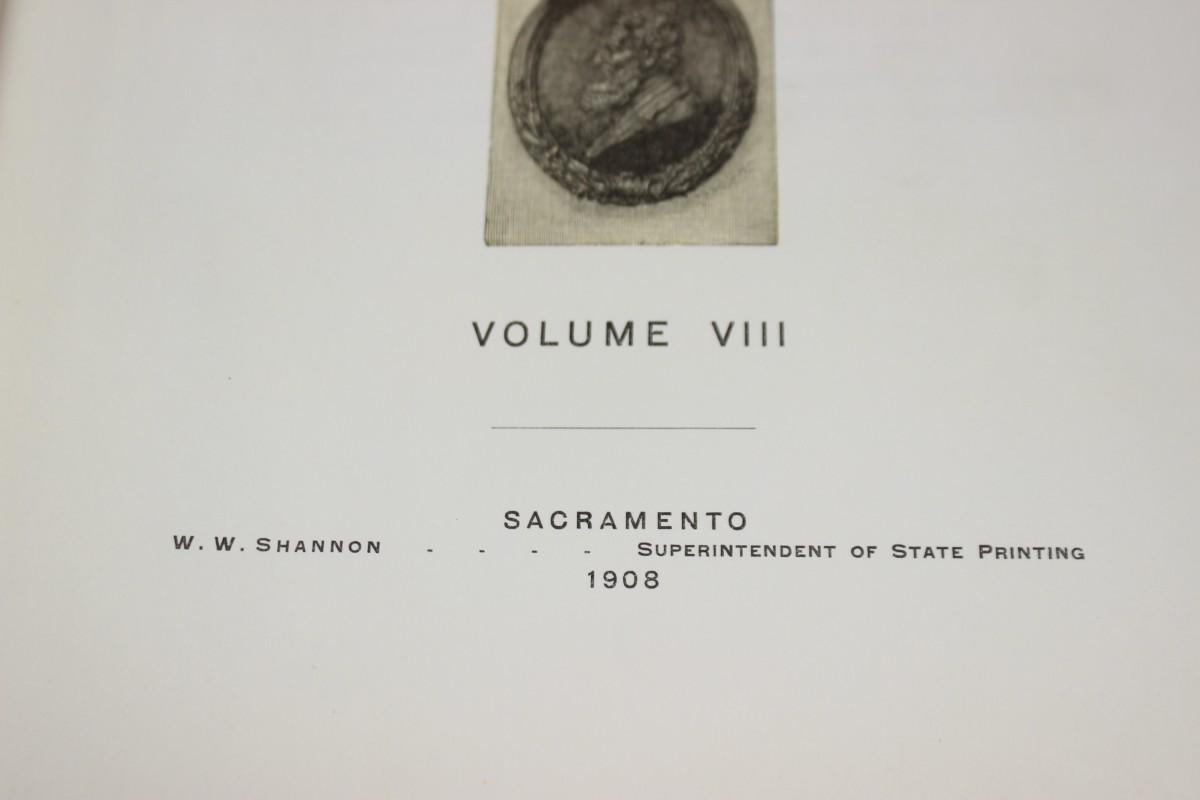 VOLUME VIII
SACRAMENTO
W. W. SHANNON - - - - SUPERINTENDENT OF STATE PRINTING
1908